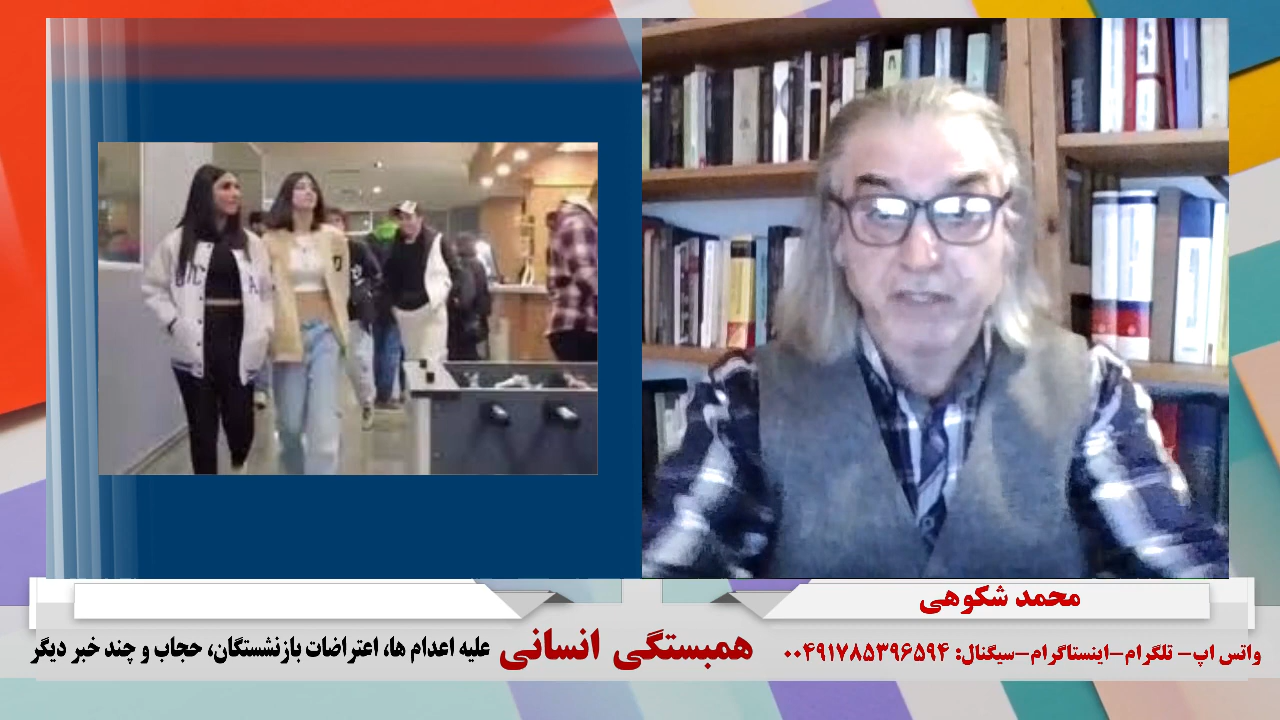 محمد شکوهی
واتس اپ- تلگرام-اینستاگرام-سیگنال: ۰۰۴۹۱۷۸۵۳۹۶۵۹۴
همبستگی انسانی علیه اعدام ها، اعتراضات بازنشستگان، حجاب و چند خبر دیگر